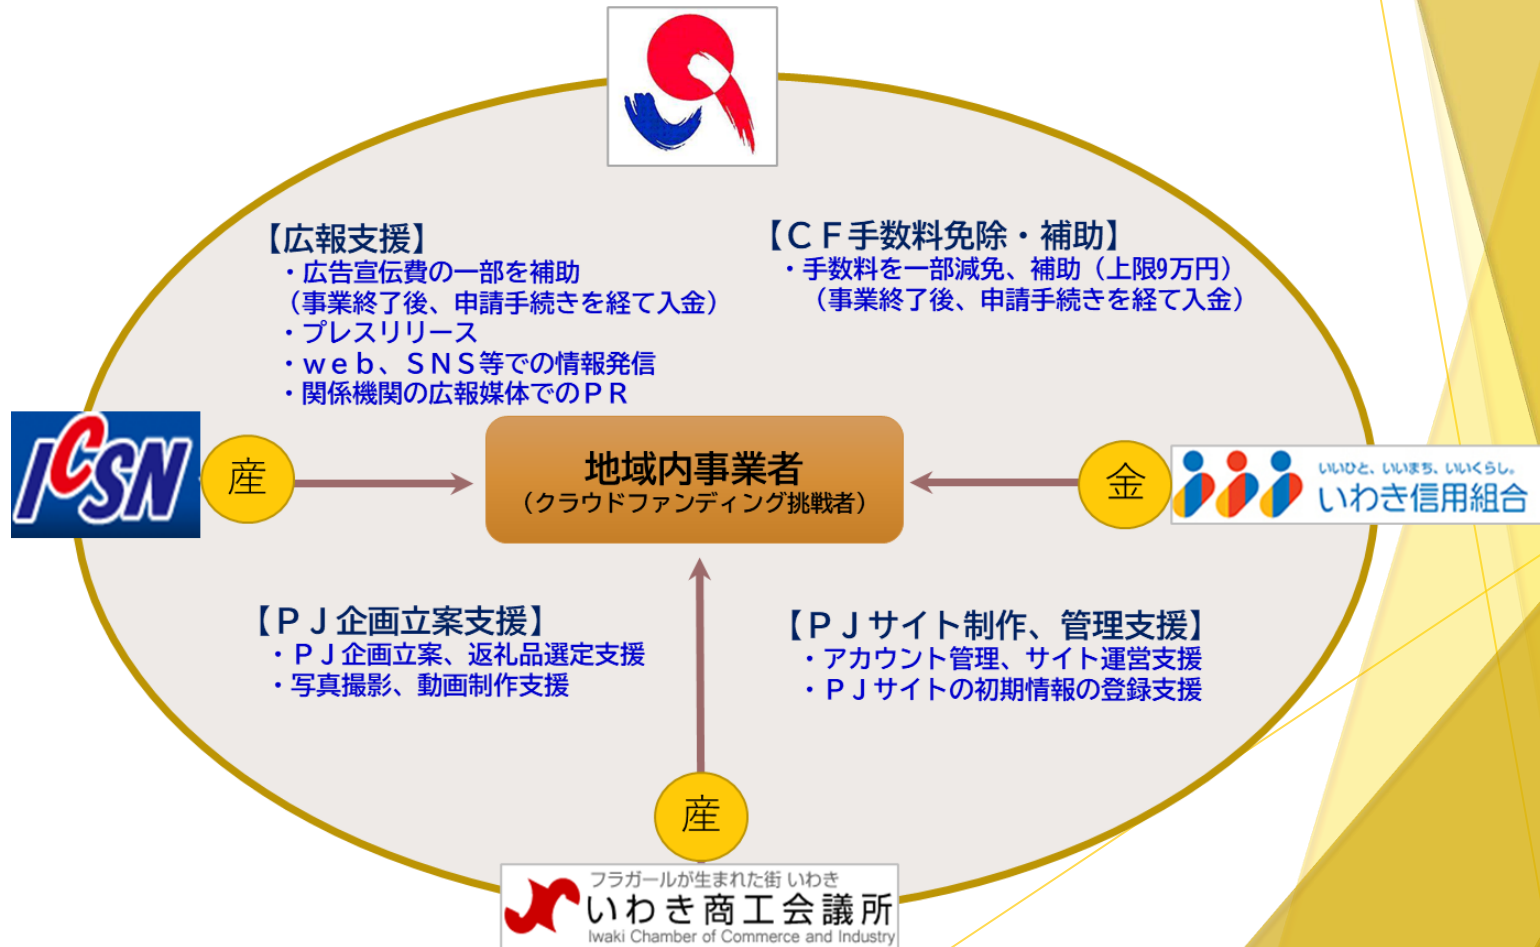 【広報支援】
・広告宣伝費の一部を補助
（事業終了後、申請手続きを経て入金）
・プレスリリース
・ｗｅｂ、ＳＮＳ等での情報発信
・関係機関の広報媒体でのＰＲ
【ＣＦ手数料免除・補助】
・手数料を一部減免、補助（上限9万円）
（事業終了後、申請手続きを経て入金）
ICSN
産
地域内事業者
（クラウドファンディング挑戦者）
金
いいひと、いいまち、いいくらし。
いわき信用組合
【ＰＪ企画立案支援】
・ＰＪ企画立案、返礼品選定支援
・写真撮影、動画制作支援
【ＰＪサイト制作、管理支援】
・アカウント管理、サイト運営支援
・ＰＪサイトの初期情報の登録支援
産
フラガールが生まれた街 いわき
いわき商工会議所
Iwaki Chamber of Commerce and Industry